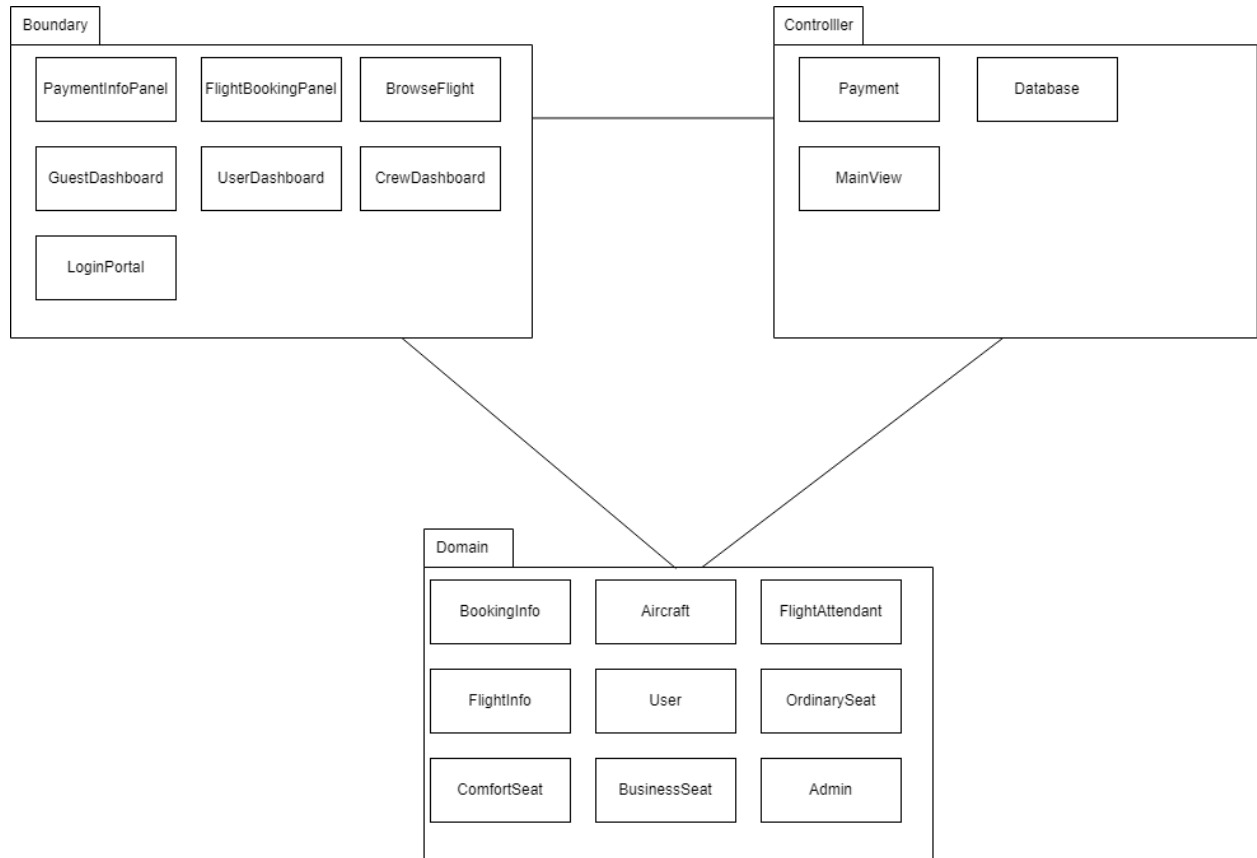 Boundary
PaymentInfoPanel
FlightBookingPanel
BrowseFlight
GuestDashboard
UserDashboard
CrewDashboard
LoginPortal
Controlller
Payment
Database
MainView
Domain
BookingInfo
Aircraft
FlightAttendant
FlightInfo
User
OrdinarySeat
ComfortSeat
BusinessSeat
Admin